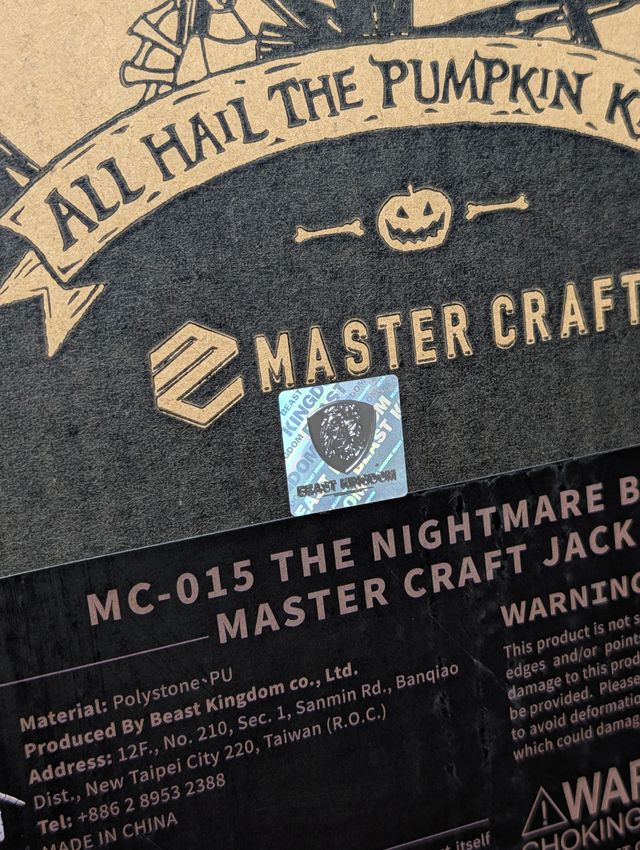 ALL HAIL THE PUMPKIN
MASTER CRAFT
BEAST KINGDOM
MC-015 THE NIGHTMARE B
MASTER CRAFT JACK
Material: Polystone、PU
Produced By Beast Kingdom co., Ltd.
Address: 12F., No. 210, Sec. 1, Sanmin Rd., Banqiao
Dist., New Taipei City 220, Taiwan (R.O.C.)
Tel: +886 2 8953 2388
MADE IN CHINA
WARNING
This product is not s
edges and/or point
damage to this prod
be provided. Please
to avoid deformatio
which could damag
WAR
CHOKING
itself